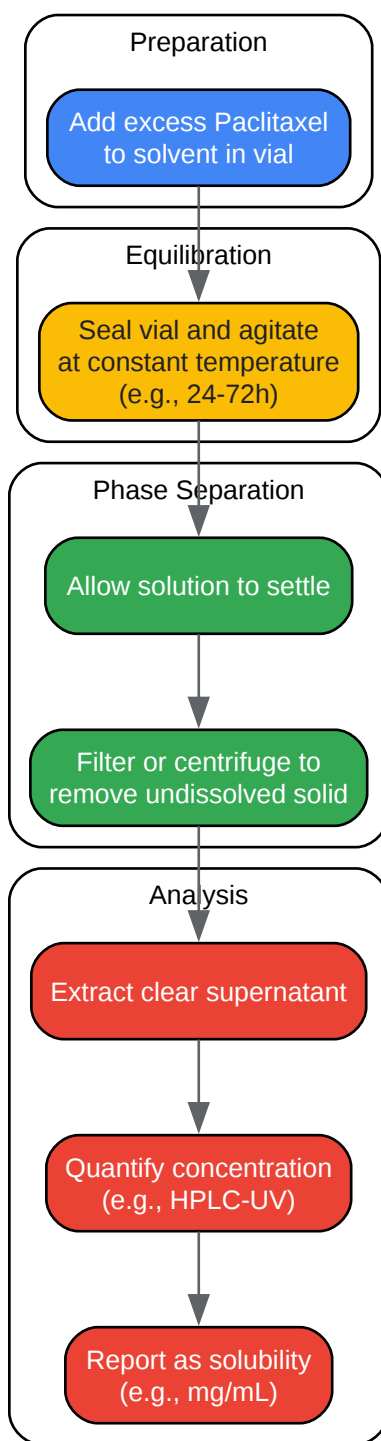 Preparation
Add excess Paclitaxel
to solvent in vial
Equilibration
Seal vial and agitate
at constant temperature
(e.g., 24-72h)
Phase Separation
Allow solution to settle
Filter or centrifuge to
remove undissolved solid
Analysis
Extract clear supernatant
Quantify concentration
(e.g., HPLC-UV)
Report as solubility
(e.g., mg/mL)